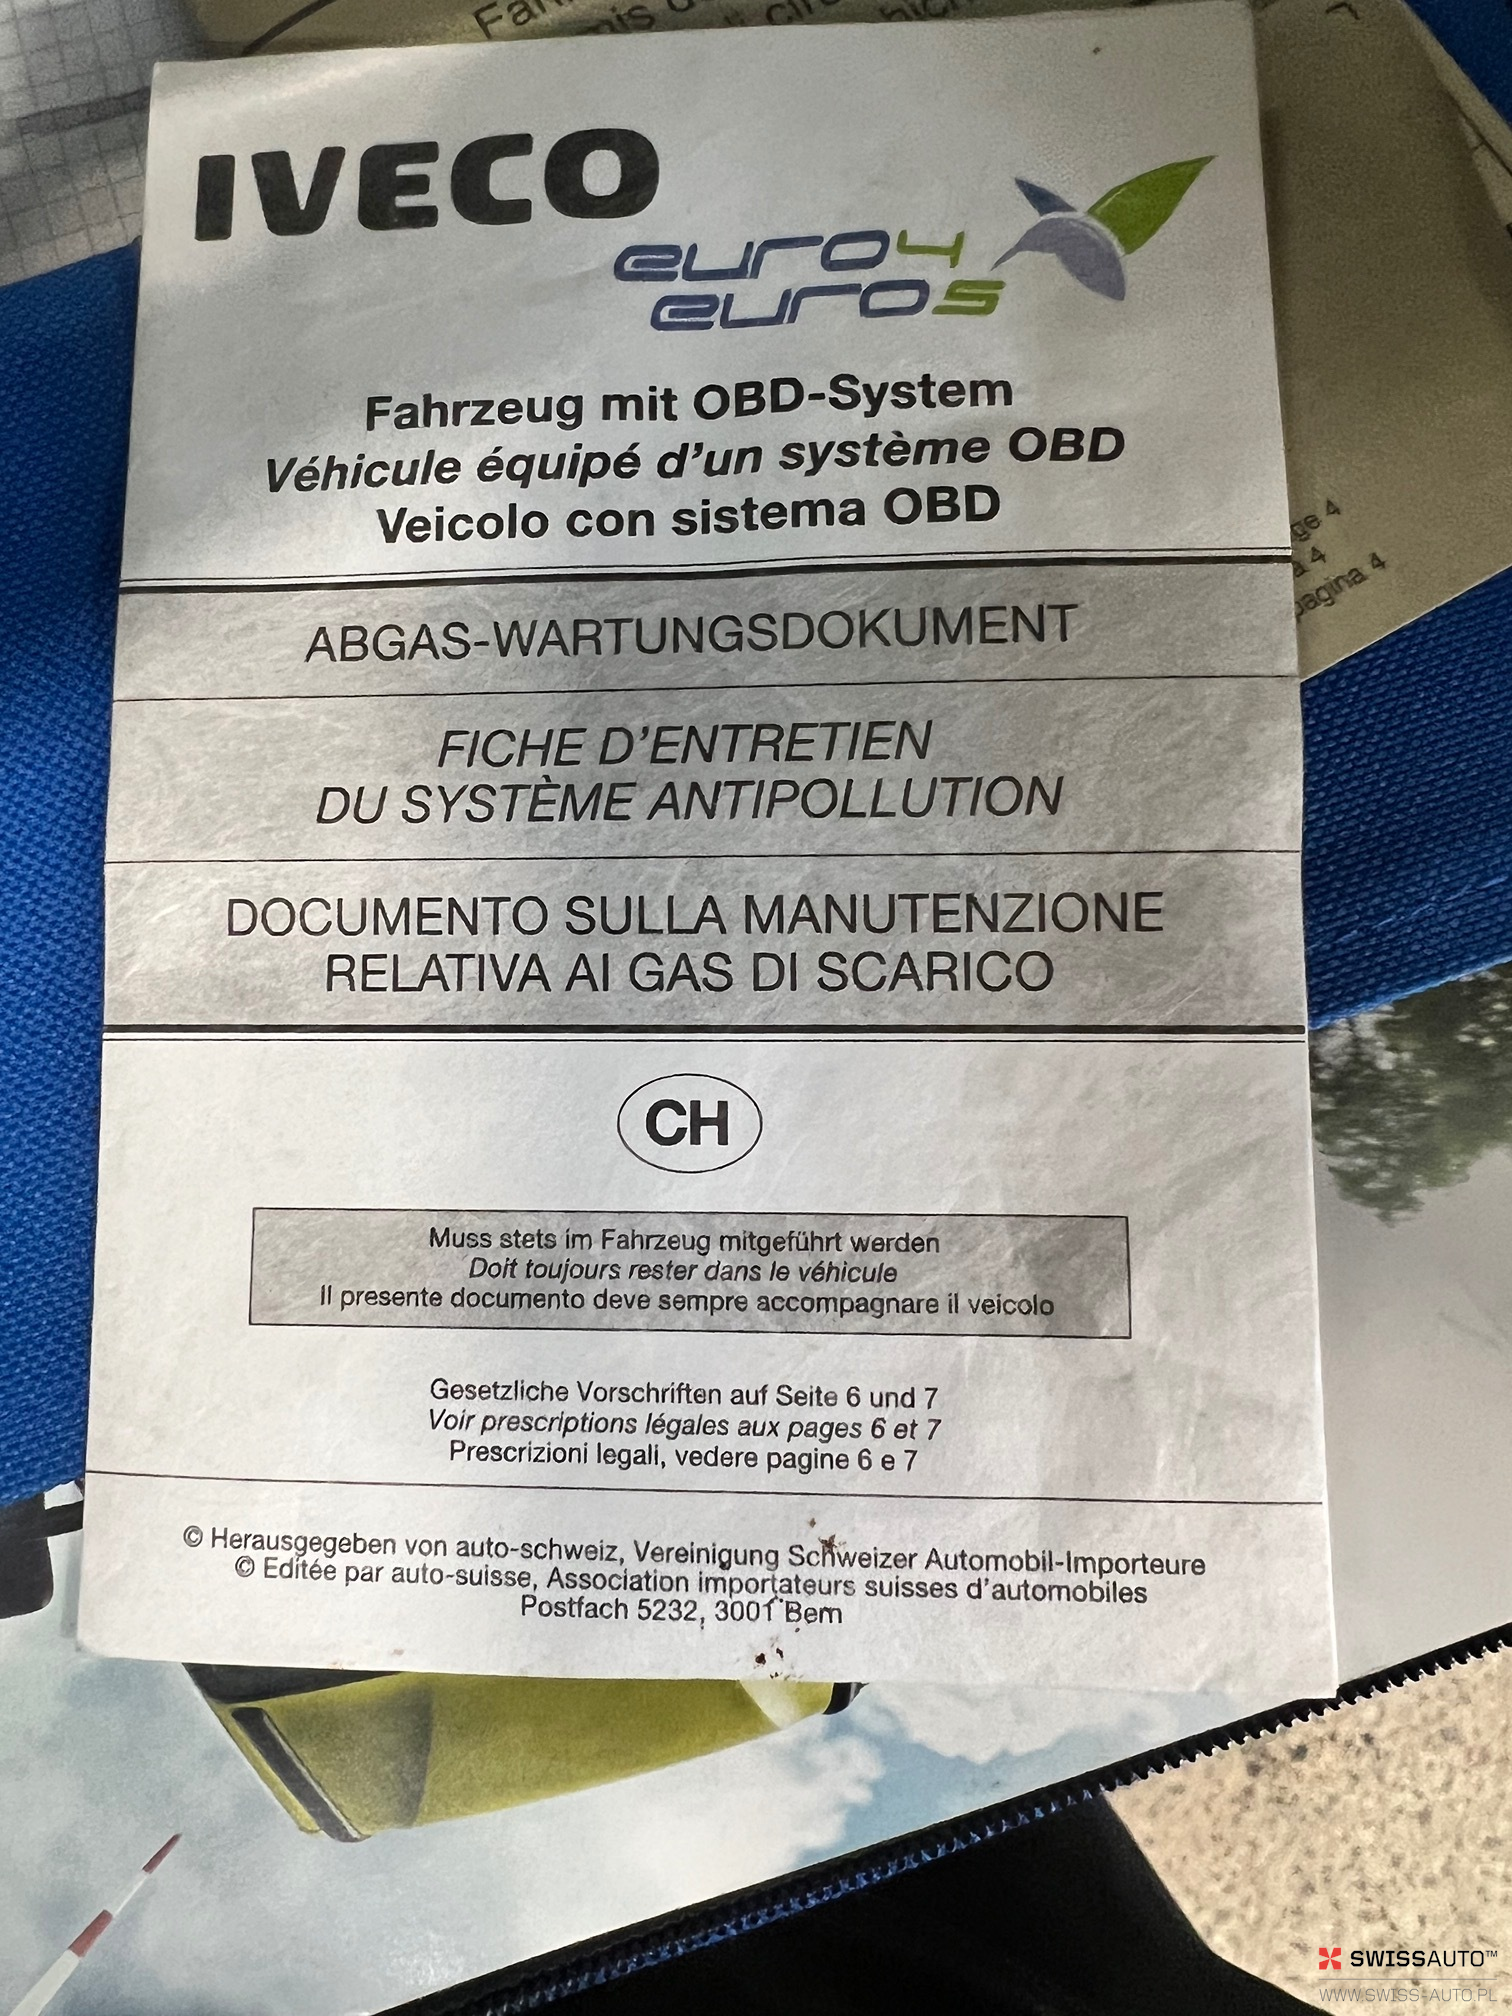 IVECO
euro4
euro5
Fahrzeug mit OBD-System
Véhicule équipé d'un système OBD
Veicolo con sistema OBD
ABGAS-WARTUNGSDOKUMENT
FICHE D'ENTRETIEN
DU SYSTÈME ANTIPOLLUTION
DOCUMENTO SULLA MANUTENZIONE
RELATIVA AI GAS DI SCARICO
CH
Muss stets im Fahrzeug mitgeführt werden
Doit toujours rester dans le véhicule
Il presente documento deve sempre accompagnare il veicolo
Gesetzliche Vorschriften auf Seite 6 und 7
Voir prescriptions légales aux pages 6 et 7
Prescrizioni legali, vedere pagine 6 e 7
© Herausgegeben von auto-schweiz, Vereinigung Schweizer Automobil-Importeure
© Editée par auto-suisse, Association importateurs suisses d'automobiles
Postfach 5232, 3001 Bern
4
4
pagina 4
SWISSAUTO™
WWW.SWISS-AUTO.PL